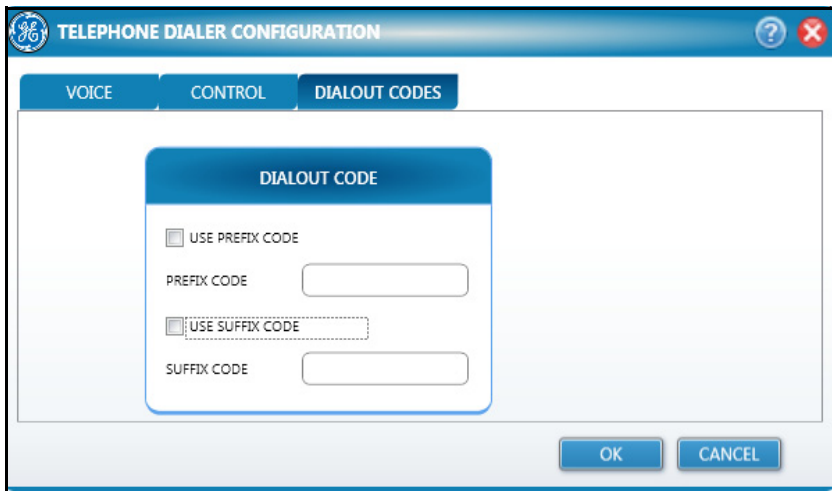 TELEPHONE DIALER CONFIGURATION
VOICE CONTROL DIALOUT CODES
DIALOUT CODE
USE PREFIX CODE
PREFIX CODE
USE SUFFIX CODE
SUFFIX CODE
OK CANCEL